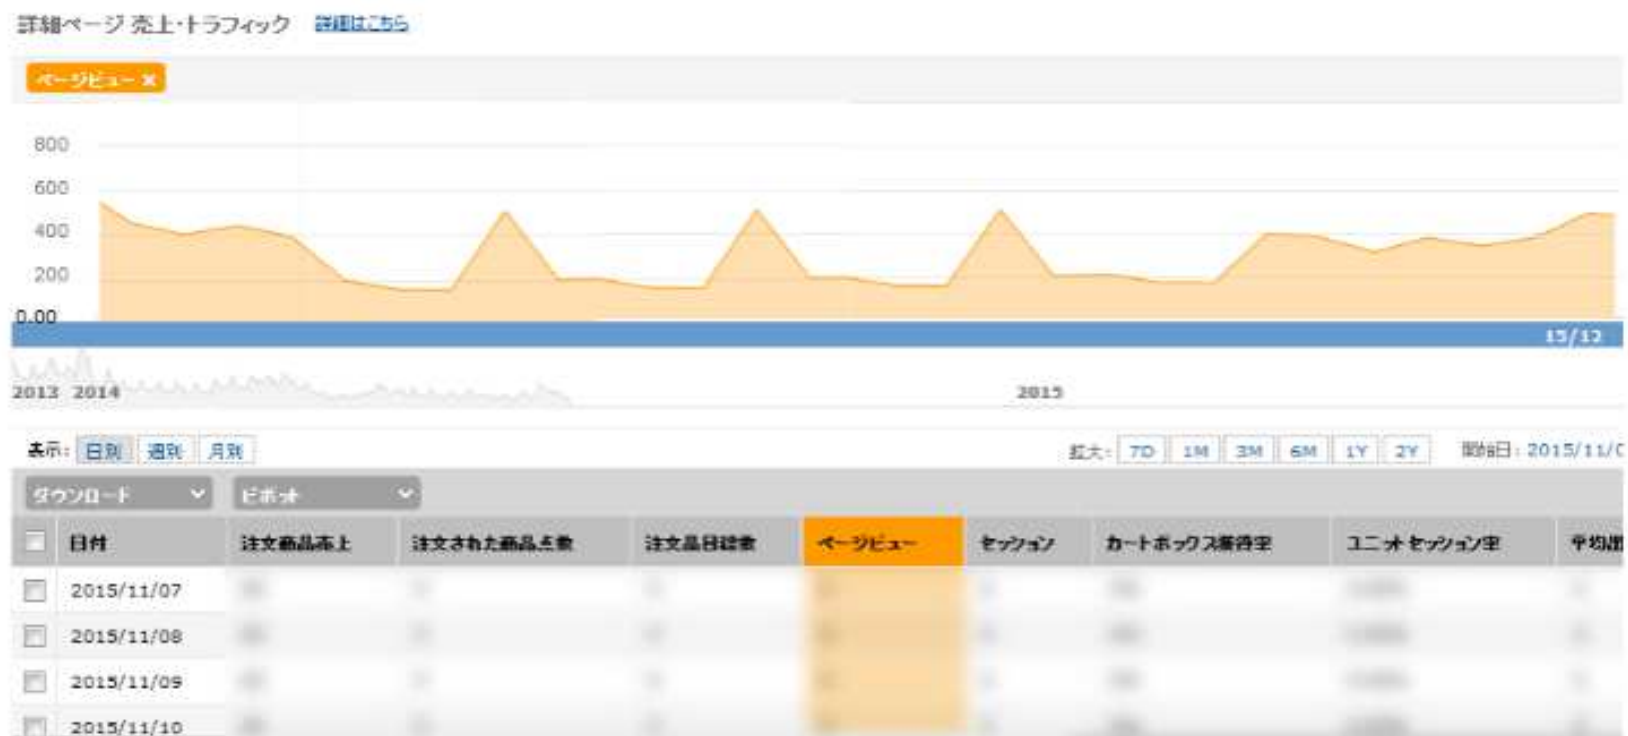 詳細ページ 売上・トラフィック 詳細はこちら
ページビュー ×
800
600
400
200
0.00
15/12
2013 2014 2015
表示: 日別 週別 月別 拡大: 7D 1M 3M 6M 1Y 2Y 開始日: 2015/11/0
ダウンロード ピボット
日付 注文商品売上 注文された商品点数 注文品目総数 ページビュー セッション カートボックス獲得率 ユニットセッション率 平均
2015/11/07
2015/11/08
2015/11/09
2015/11/10